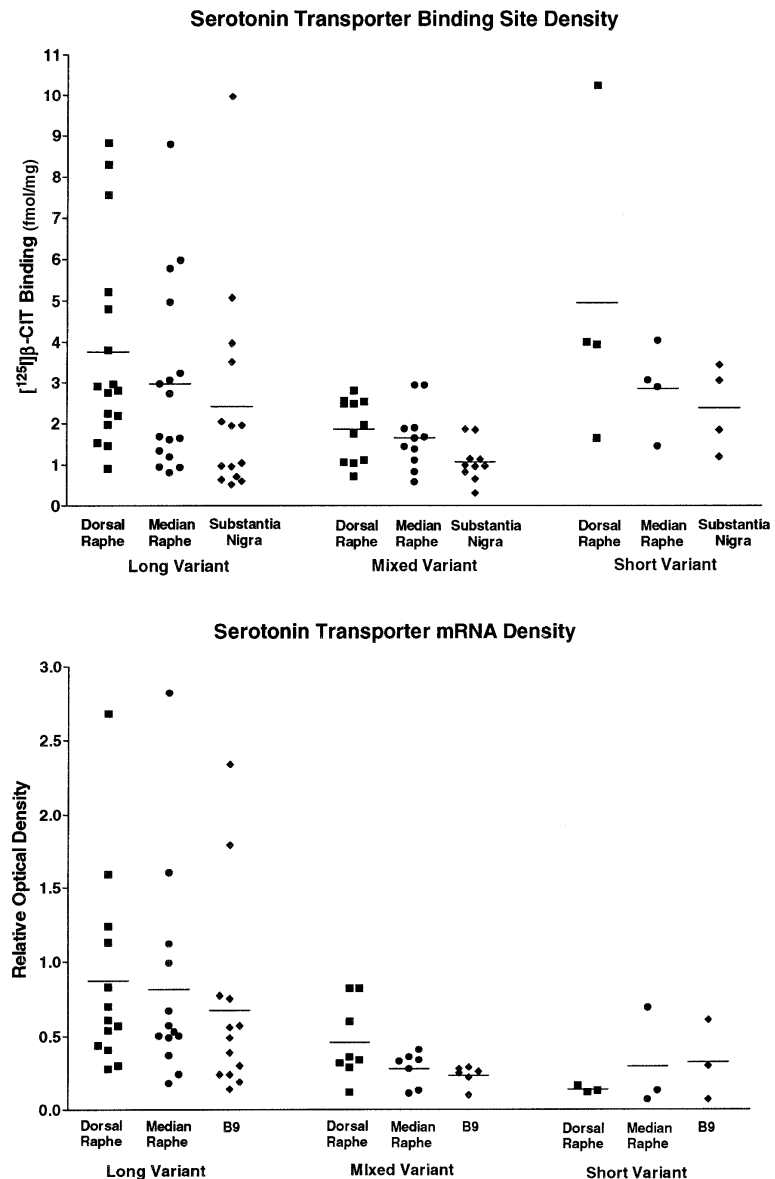 Serotonin Transporter Binding Site Density
[125I]β-CIT Binding (fmol/mg)
11
10
9
8
7
6
5
4
3
2
1
0
Dorsal Raphe
Median Raphe
Substantia Nigra
Dorsal Raphe
Median Raphe
Substantia Nigra
Dorsal Raphe
Median Raphe
Substantia Nigra
Long Variant
Mixed Variant
Short Variant
Serotonin Transporter mRNA Density
Relative Optical Density
3.0
2.5
2.0
1.5
1.0
0.5
0.0
Dorsal Raphe
Median Raphe
B9
Dorsal Raphe
Median Raphe
B9
Dorsal Raphe
Median Raphe
B9
Long Variant
Mixed Variant
Short Variant